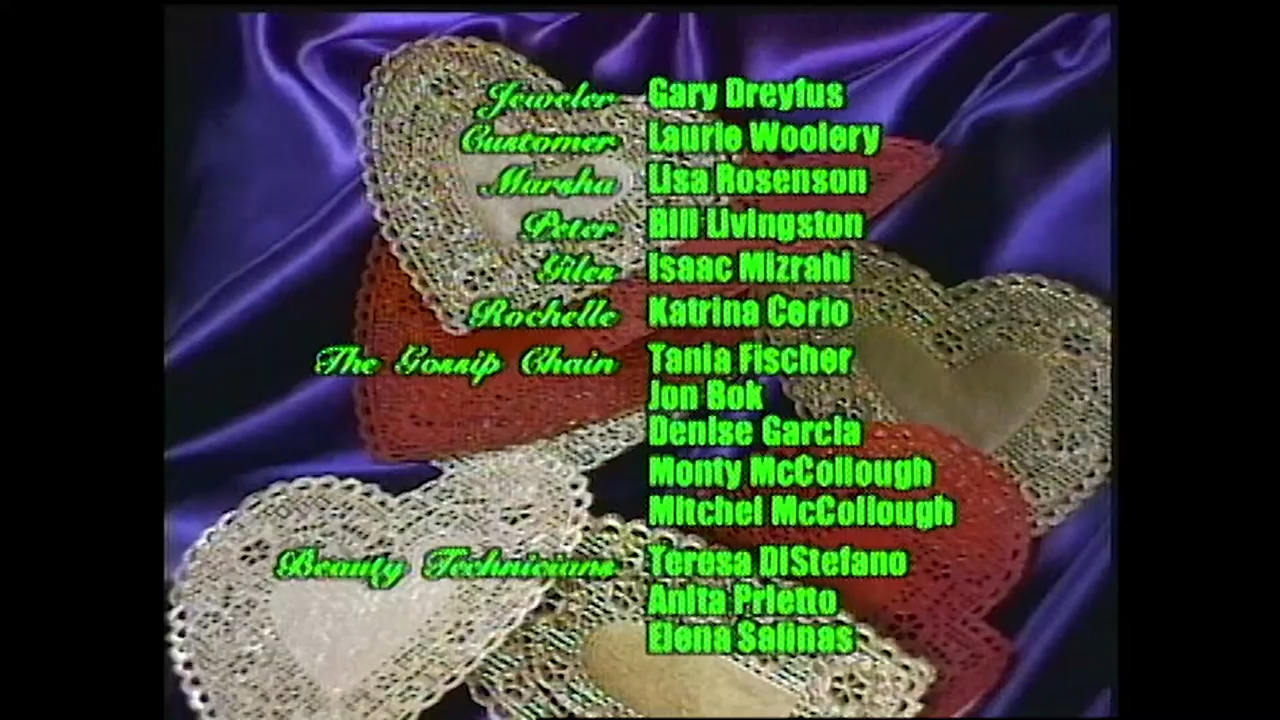 Jeweler Gary Dreyfus
Customer Laurie Woolery
Marsha Lisa Rosenson
Peter Bill Livingston
Giles Isaac Mizrahi
Rochelle Katrina Cerio
The Gossip Chain Tania Fischer
Jon Bok
Denise Garcia
Monty McCollough
Mitchel McCollough
Beauty Technicians Teresa DiStefano
Anita Prietto
Elena Salinas